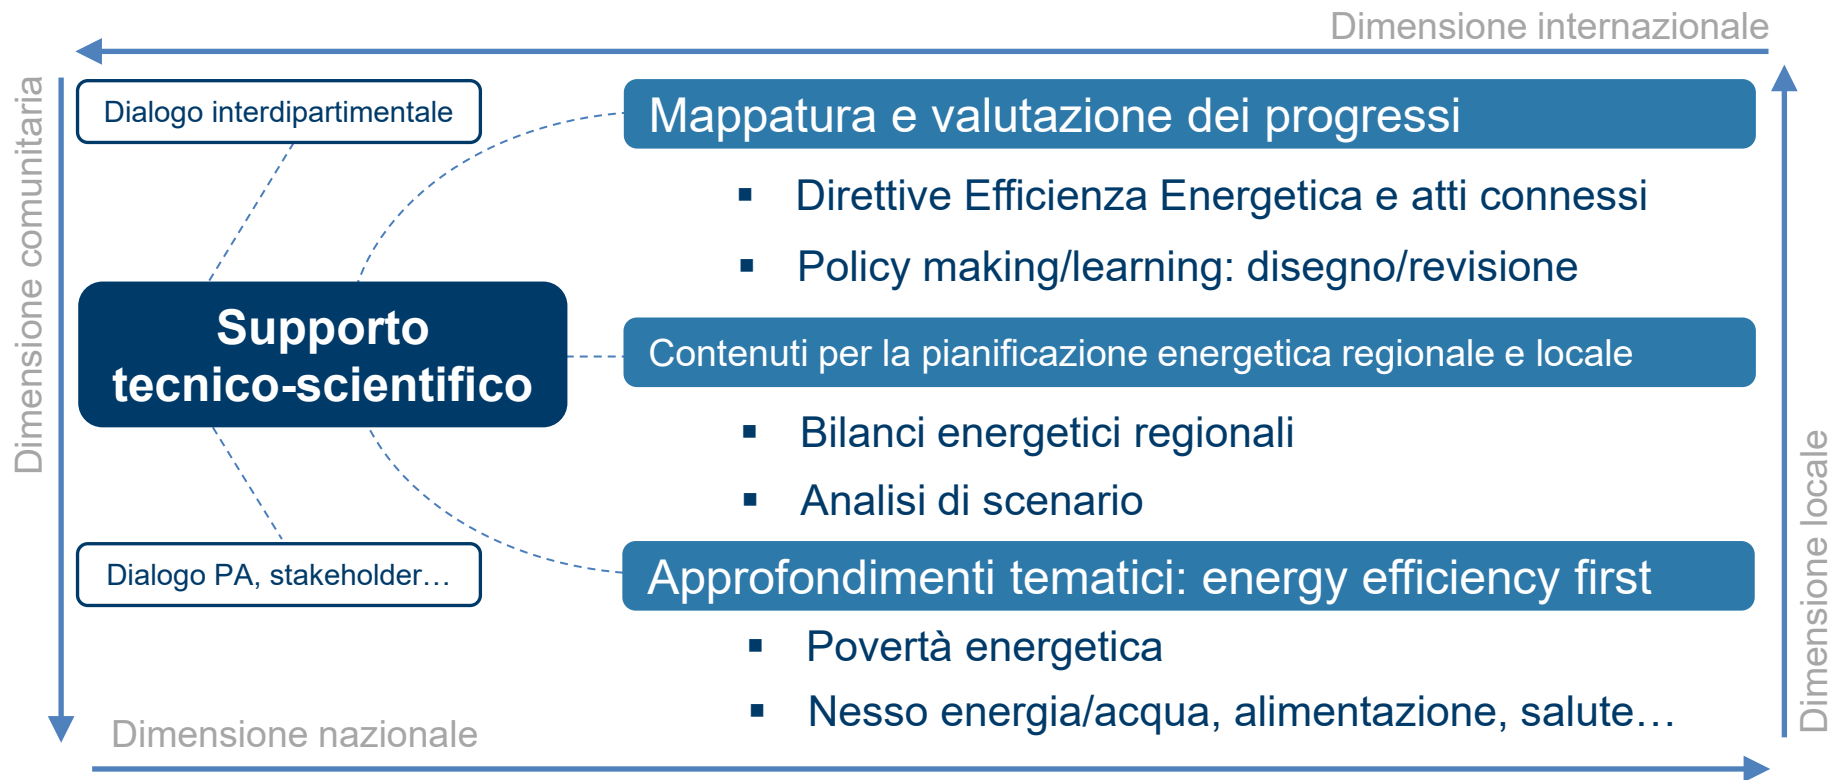 Dimensione internazionale
Dimensione comunitaria
Dialogo interdipartimentale
Mappatura e valutazione dei progressi
▪ Direttive Efficienza Energetica e atti connessi
▪ Policy making/learning: disegno/revisione
Supporto
tecnico-scientifico
Contenuti per la pianificazione energetica regionale e locale
▪ Bilanci energetici regionali
▪ Analisi di scenario
Dialogo PA, stakeholder…
Approfondimenti tematici: energy efficiency first
▪ Povertà energetica
▪ Nesso energia/acqua, alimentazione, salute…
Dimensione locale
Dimensione nazionale